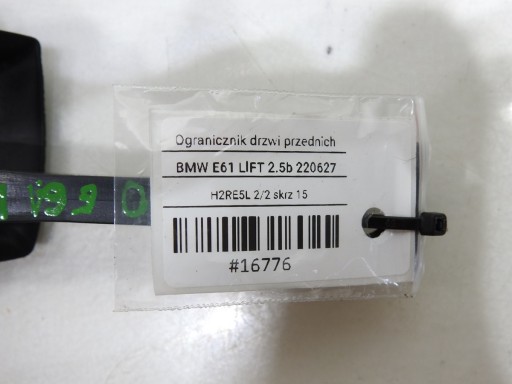 Ogranicznik drzwi przednich
BMW E61 LIFT 2.5b 220627
H2RE5L 2/2 skrz 15
#16776